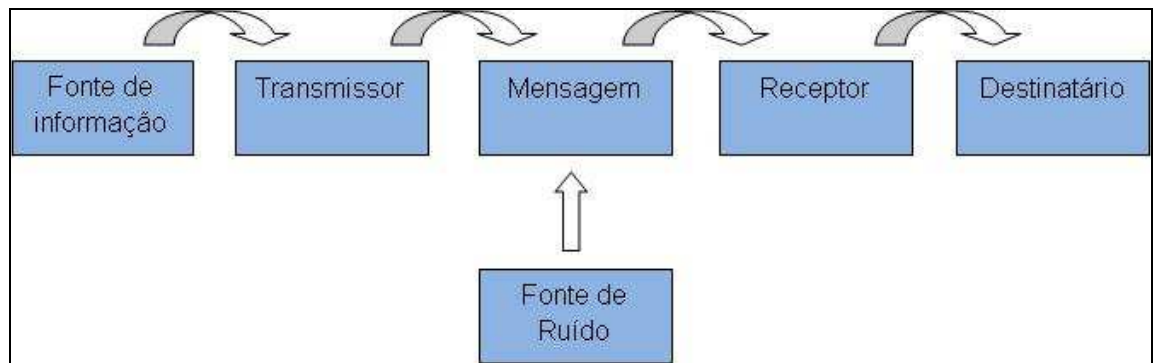 Fonte de
informação
Transmissor
Mensagem
Receptor
Destinatário
Fonte de
Ruído